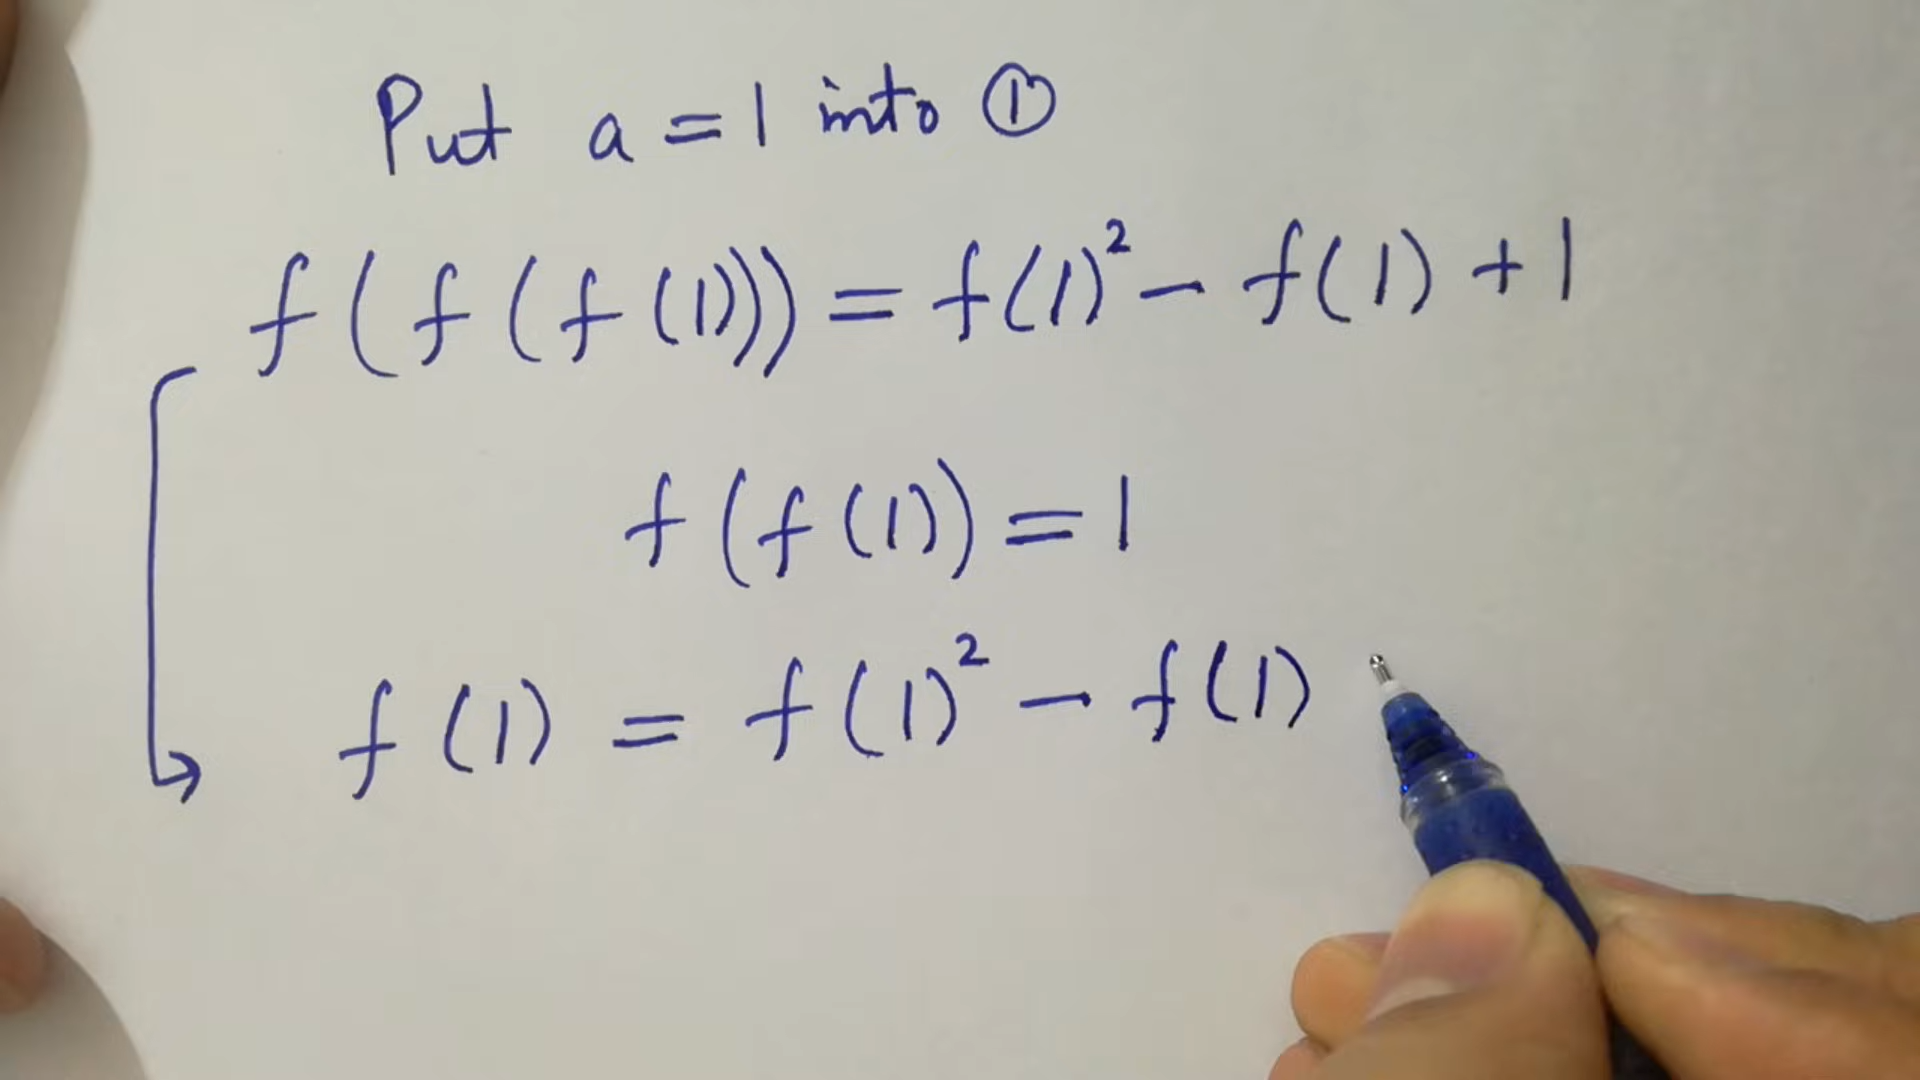 Put a = 1 into ①
f(f(f(1))) = f(1)² − f(1) + 1
f(f(1)) = 1
f(1) = f(1)² − f(1)